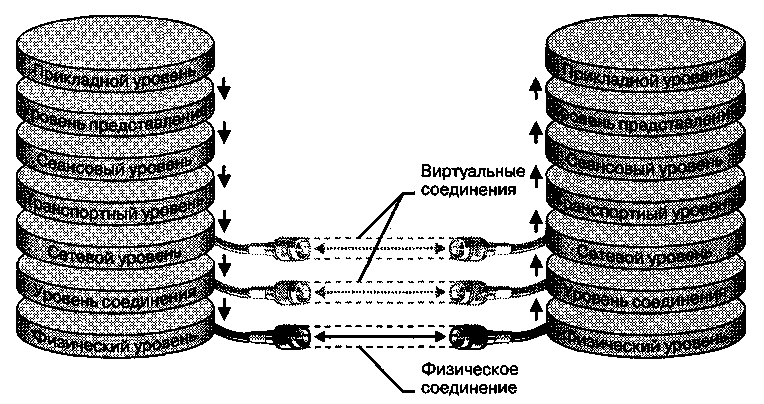 Прикладной уровень
Уровень представления
Сеансовый уровень
Транспортный уровень
Сетевой уровень
Уровень соединения
Физический уровень
Виртуальные
соединения
Физическое
соединение
Прикладной уровень
Уровень представления
Сеансовый уровень
Транспортный уровень
Сетевой уровень
Уровень соединения
Физический уровень